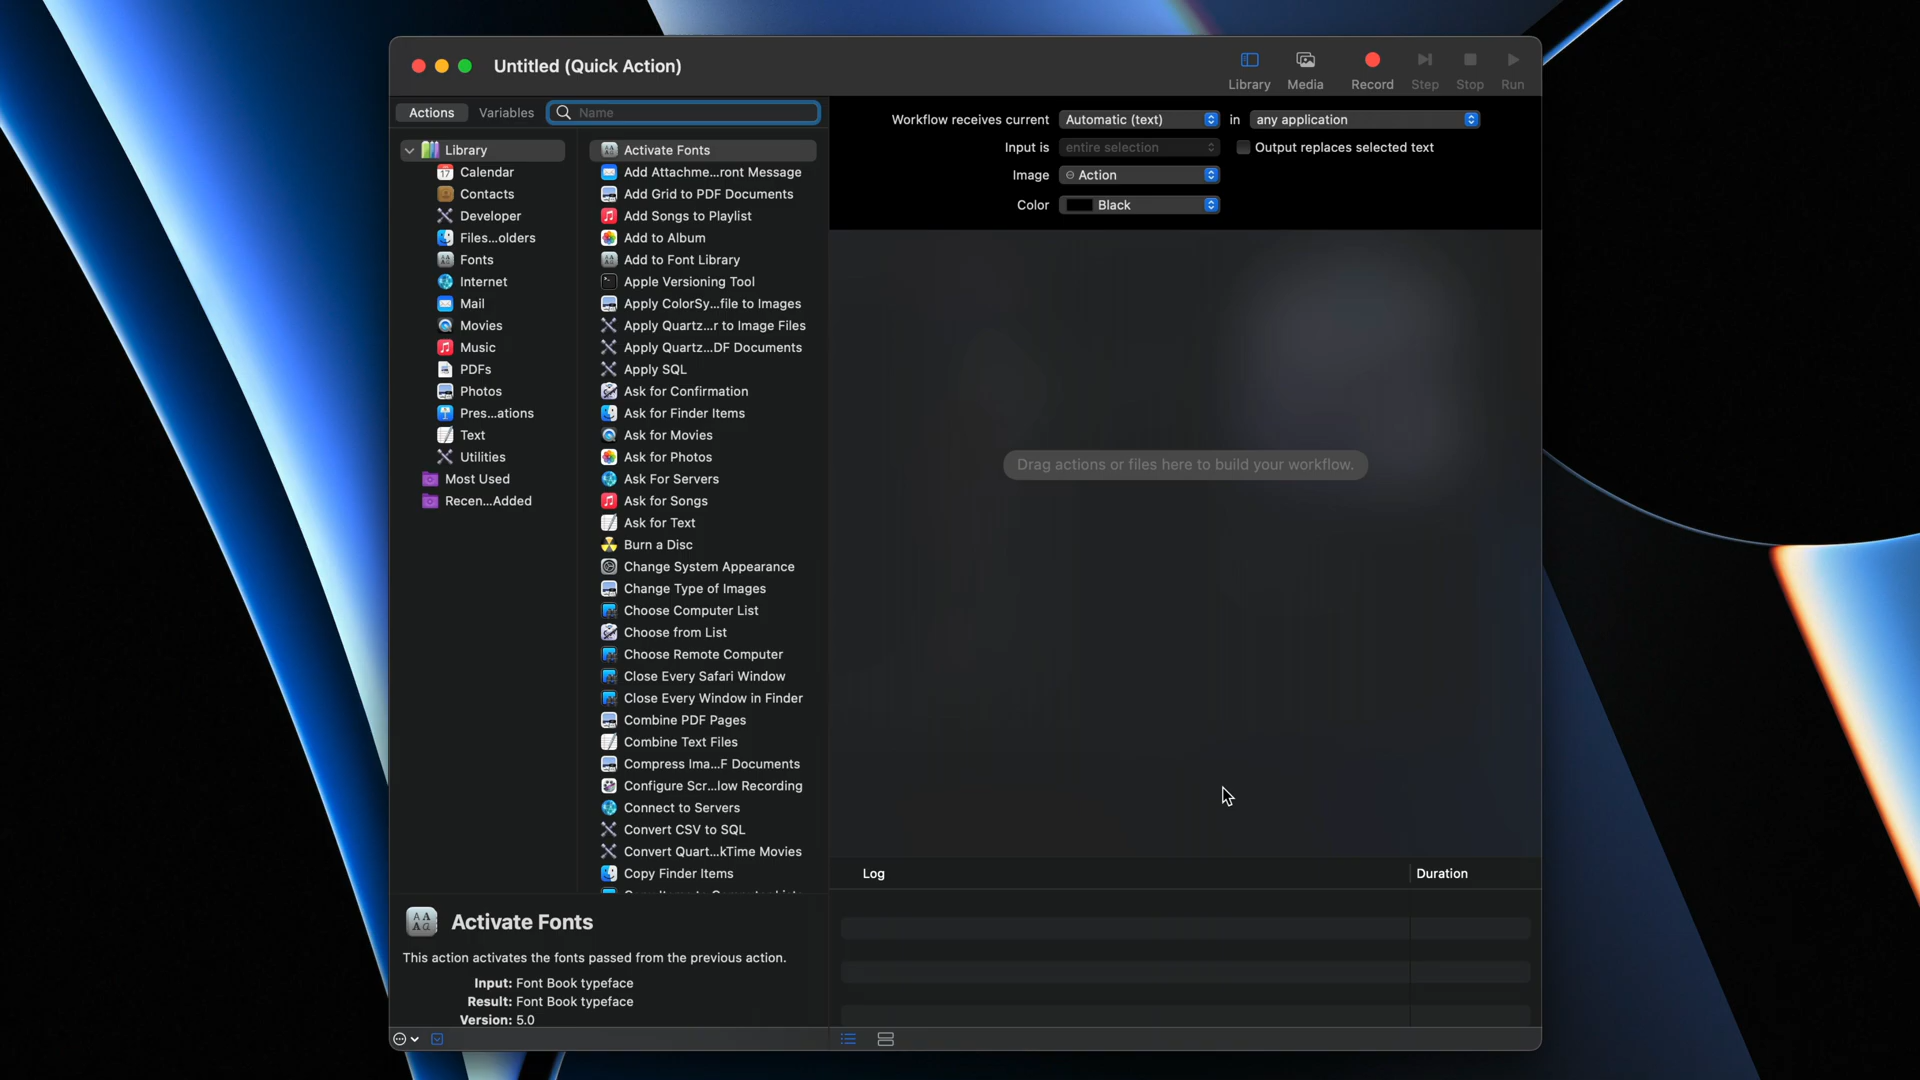 Untitled (Quick Action)
Library
Media
Record
Step
Stop
Run
Actions
Variables
Name
Library
Calendar
Contacts
Developer
Files...olders
Fonts
Internet
Mail
Movies
Music
PDFs
Photos
Pres...ations
Text
Utilities
Most Used
Recen...Added
Activate Fonts
Add Attachme...ront Message
Add Grid to PDF Documents
Add Songs to Playlist
Add to Album
Add to Font Library
Apple Versioning Tool
Apply ColorSy...file to Images
Apply Quartz...r to Image Files
Apply Quartz...DF Documents
Apply SQL
Ask for Confirmation
Ask for Finder Items
Ask for Movies
Ask for Photos
Ask For Servers
Ask for Songs
Ask for Text
Burn a Disc
Change System Appearance
Change Type of Images
Choose Computer List
Choose from List
Choose Remote Computer
Close Every Safari Window
Close Every Window in Finder
Combine PDF Pages
Combine Text Files
Compress Ima...F Documents
Configure Scr...low Recording
Connect to Servers
Convert CSV to SQL
Convert Quart...kTime Movies
Copy Finder Items
Workflow receives current Automatic (text) in any application
Input is entire selection Output replaces selected text
Image Action
Color Black
Drag actions or files here to build your workflow.
Log
Duration
Activate Fonts
This action activates the fonts passed from the previous action.
Input: Font Book typeface
Result: Font Book typeface
Version: 5.0